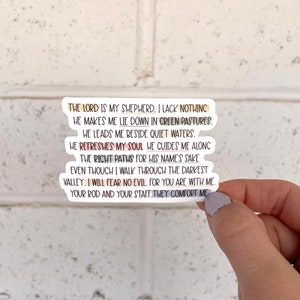 THE LORD IS MY SHEPHERD. I LACK NOTHING.
HE MAKES ME LIE DOWN IN GREEN PASTURES.
HE LEADS ME BESIDE QUIET WATERS.
HE REFRESHES MY SOUL. HE GUIDES ME ALONG
THE RIGHT PATHS FOR HIS NAME'S SAKE
EVEN THOUGH I WALK THROUGH THE DARKEST
VALLEY. I WILL FEAR NO EVIL. FOR YOU ARE WITH ME.
YOUR ROD AND YOUR STAFF, THEY COMFORT ME.